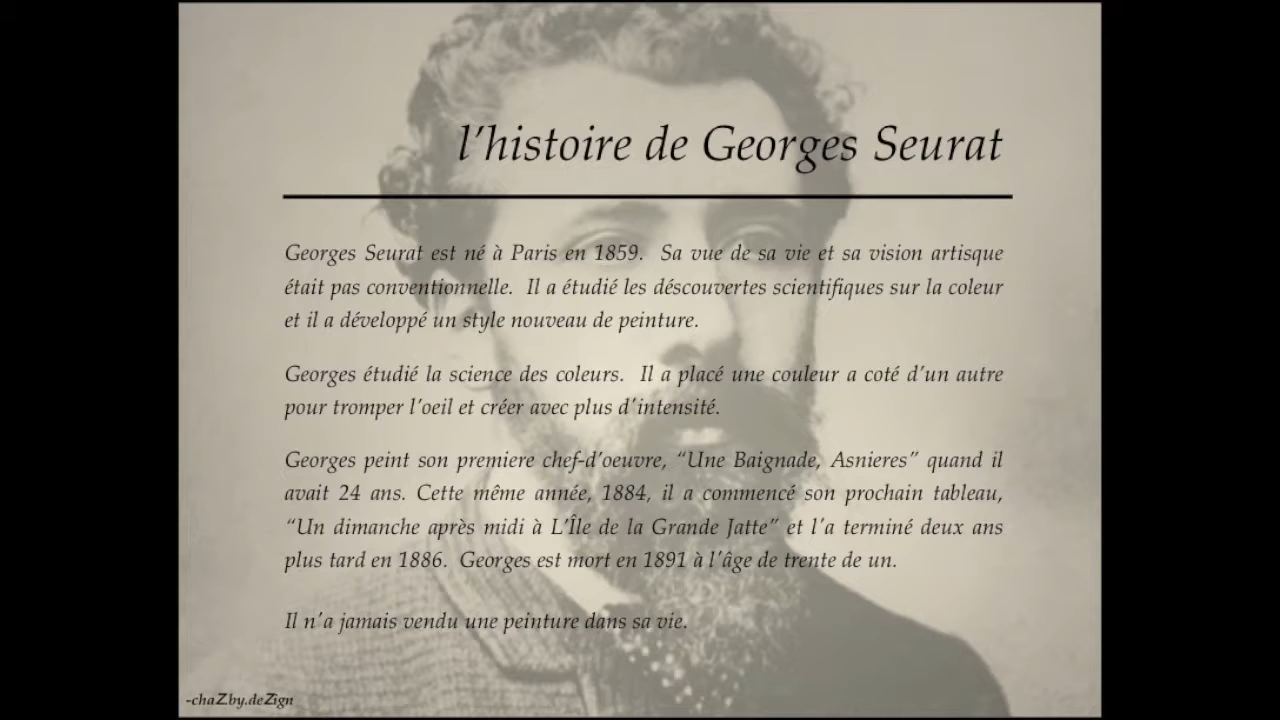 l'histoire de Georges Seurat
Georges Seurat est né à Paris en 1859. Sa vue de sa vie et sa vision artisque
était pas conventionnelle. Il a étudié les déscouvertes scientifiques sur la coleur
et il a développé un style nouveau de peinture.
Georges étudié la science des coleurs. Il a placé une couleur a coté d'un autre
pour tromper l'oeil et créer avec plus d'intensité.
Georges peint son premiere chef-d'oeuvre, “Une Baignade, Asnieres” quand il
avait 24 ans. Cette même année, 1884, il a commencé son prochain tableau,
“Un dimanche après midi à L'Île de la Grande Jatte” et l'a terminé deux ans
plus tard en 1886. Georges est mort en 1891 à l'âge de trente de un.
Il n'a jamais vendu une peinture dans sa vie.
-chaZby.deZign